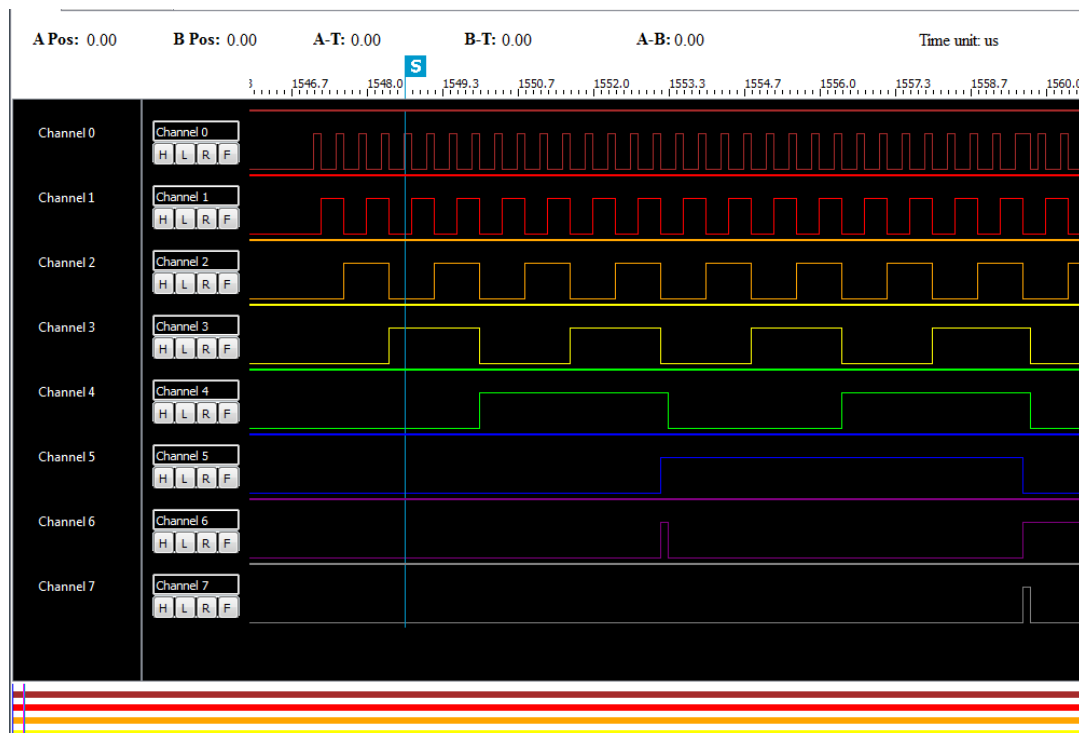 A Pos: 0.00 B Pos: 0.00 A-T: 0.00 B-T: 0.00 A-B: 0.00 Time unit: us
S
1546.7 1548.0 1549.3 1550.7 1552.0 1553.3 1554.7 1556.0 1557.3 1558.7 1560.0
Channel 0 Channel 0
H L R F
Channel 1 Channel 1
H L R F
Channel 2 Channel 2
H L R F
Channel 3 Channel 3
H L R F
Channel 4 Channel 4
H L R F
Channel 5 Channel 5
H L R F
Channel 6 Channel 6
H L R F
Channel 7 Channel 7
H L R F